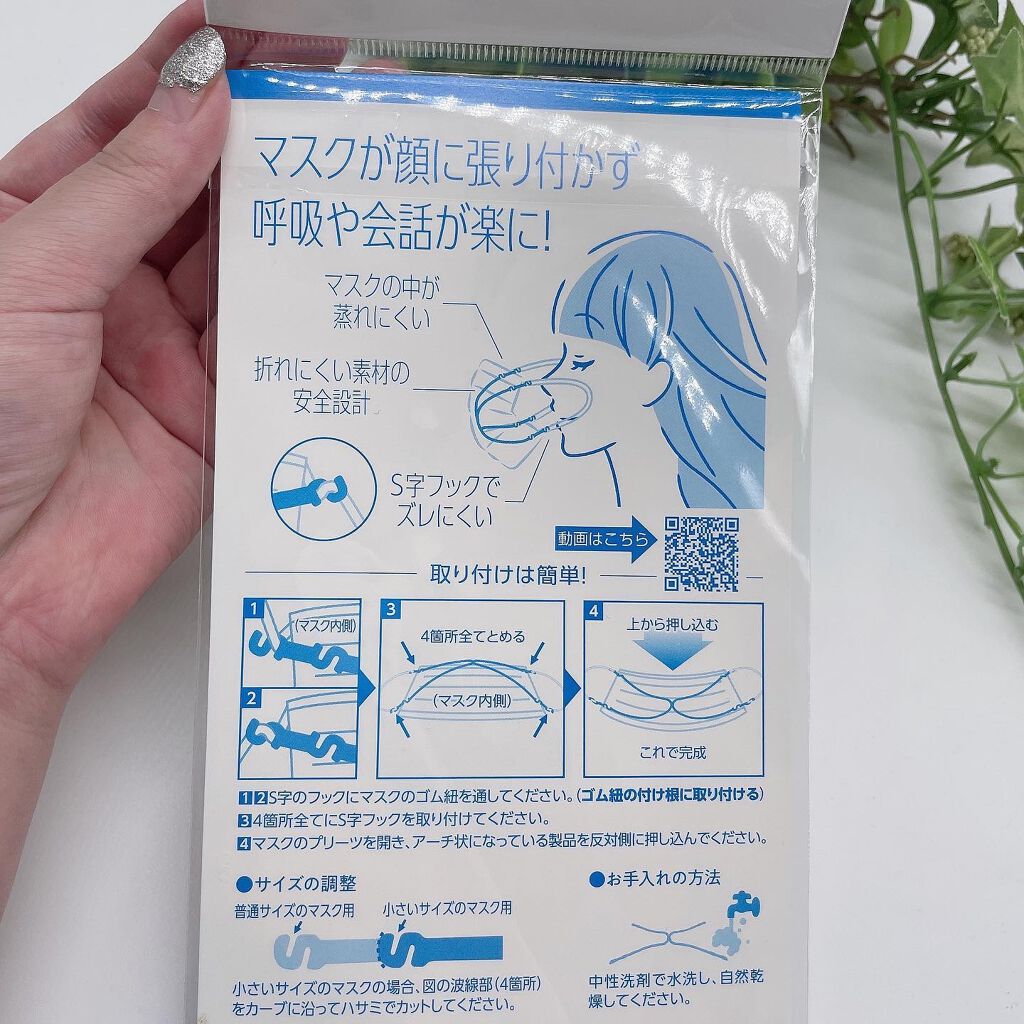 マスクが顔に張り付かず
呼吸や会話が楽に!
マスクの中が
蒸れにくい
折れにくい素材の
安全設計
S字フックで
ズレにくい
動画はこちら
取り付けは簡単!
1
(マスク内側)
2
3
4箇所全てとめる
(マスク内側)
4
上から押し込む
これで完成
12S字のフックにマスクのゴム紐を通してください。(ゴム紐の付け根に取り付ける)
34箇所全てにS字フックを取り付けてください。
4マスクのプリーツを開き、アーチ状になっている製品を反対側に押し込んでください。
●サイズの調整
普通サイズのマスク用 小さいサイズのマスク用
小さいサイズのマスクの場合、図の波線部(4箇所)
をカーブに沿ってハサミでカットしてください。
●お手入れの方法
中性洗剤で水洗し、自然乾
燥してください。